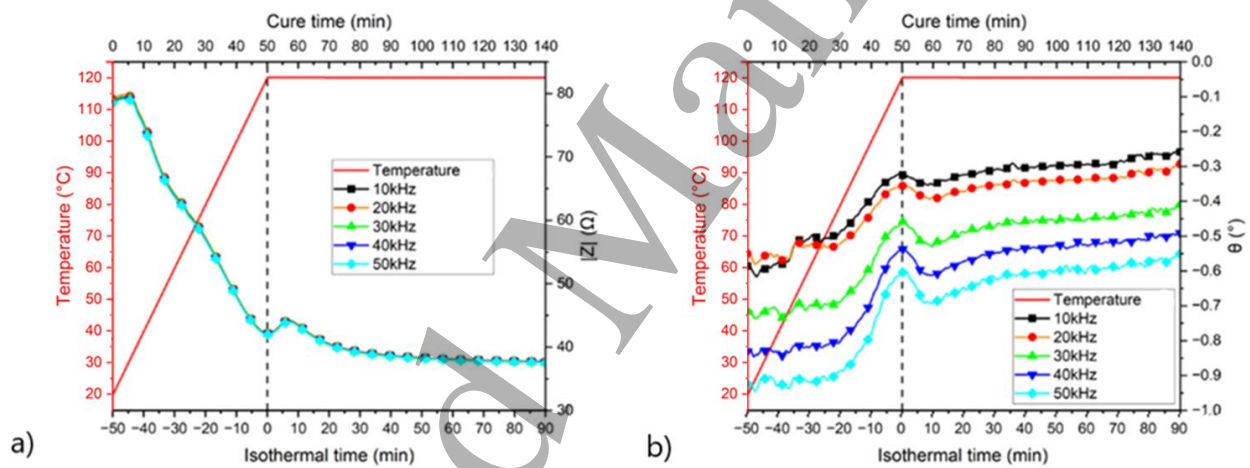 Cure time (min)
0 10 20 30 40 50 60 70 80 90 100 110 120 130 140
120
110
100
90
80
70
60
50
40
30
20
Temperature (°C)
80
70
60
50
40
30
|Z| (Ω)
Temperature
10kHz
20kHz
30kHz
40kHz
50kHz
−50 −40 −30 −20 −10 0 10 20 30 40 50 60 70 80 90
Isothermal time (min)
a)
Cure time (min)
0 10 20 30 40 50 60 70 80 90 100 110 120 130 140
120
110
100
90
80
70
60
50
40
30
20
Temperature (°C)
0.0
−0.1
−0.2
−0.3
−0.4
−0.5
−0.6
−0.7
−0.8
−0.9
−1.0
θ (°)
Temperature
10kHz
20kHz
30kHz
40kHz
50kHz
−50 −40 −30 −20 −10 0 10 20 30 40 50 60 70 80 90
Isothermal time (min)
b)
d Man